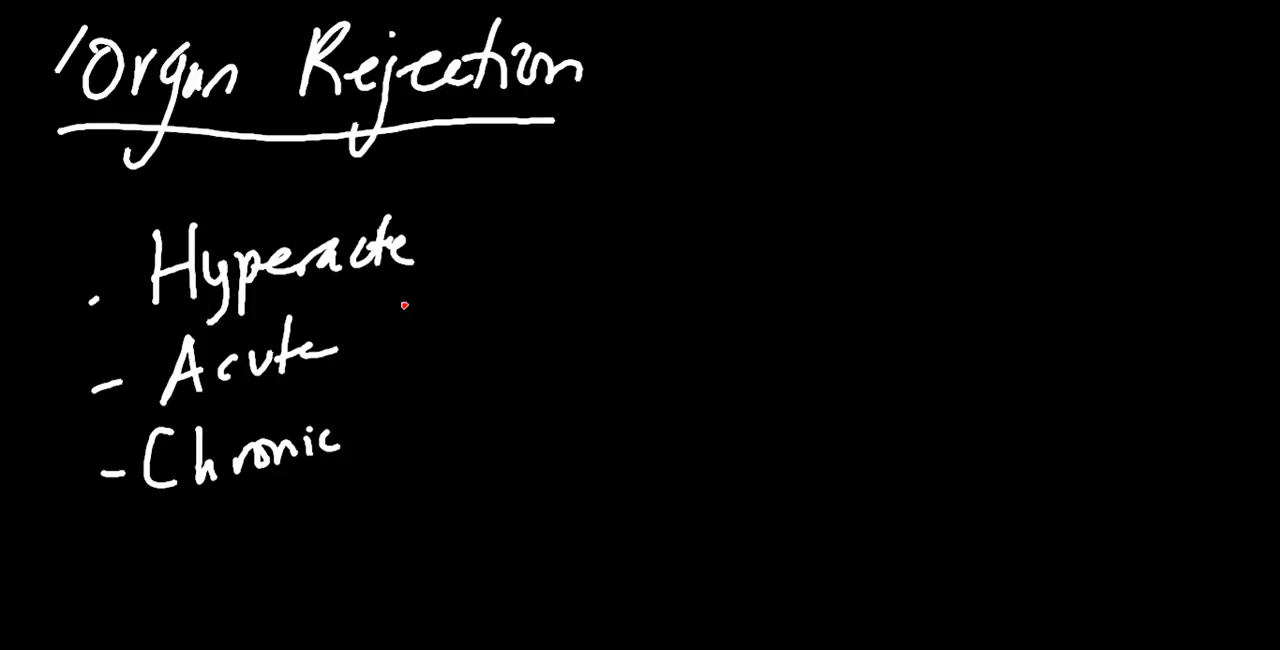 Organ Rejection
. Hyperacute
- Acute
- Chronic